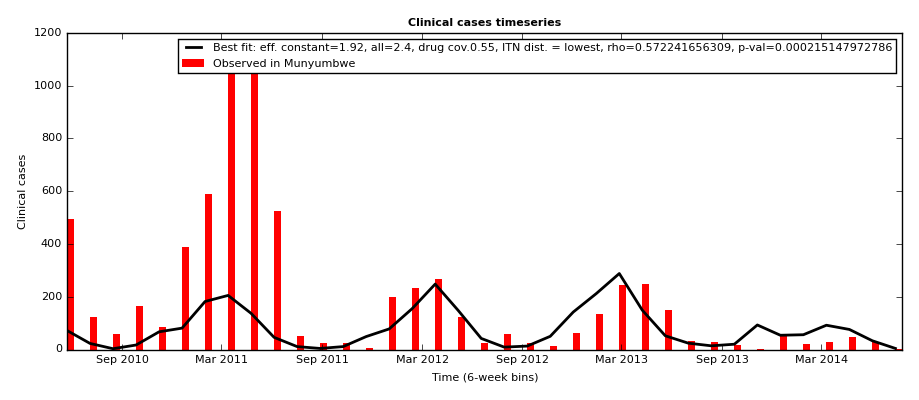 Clinical cases timeseries
Best fit: eff. constant=1.92, all=2.4, drug cov.0.55, ITN dist. = lowest, rho=0.572241656309, p-val=0.000215147972786
Observed in Munyumbwe
1200
1000
800
600
400
200
0
Clinical cases
Sep 2010 Mar 2011 Sep 2011 Mar 2012 Sep 2012 Mar 2013 Sep 2013 Mar 2014
Time (6-week bins)